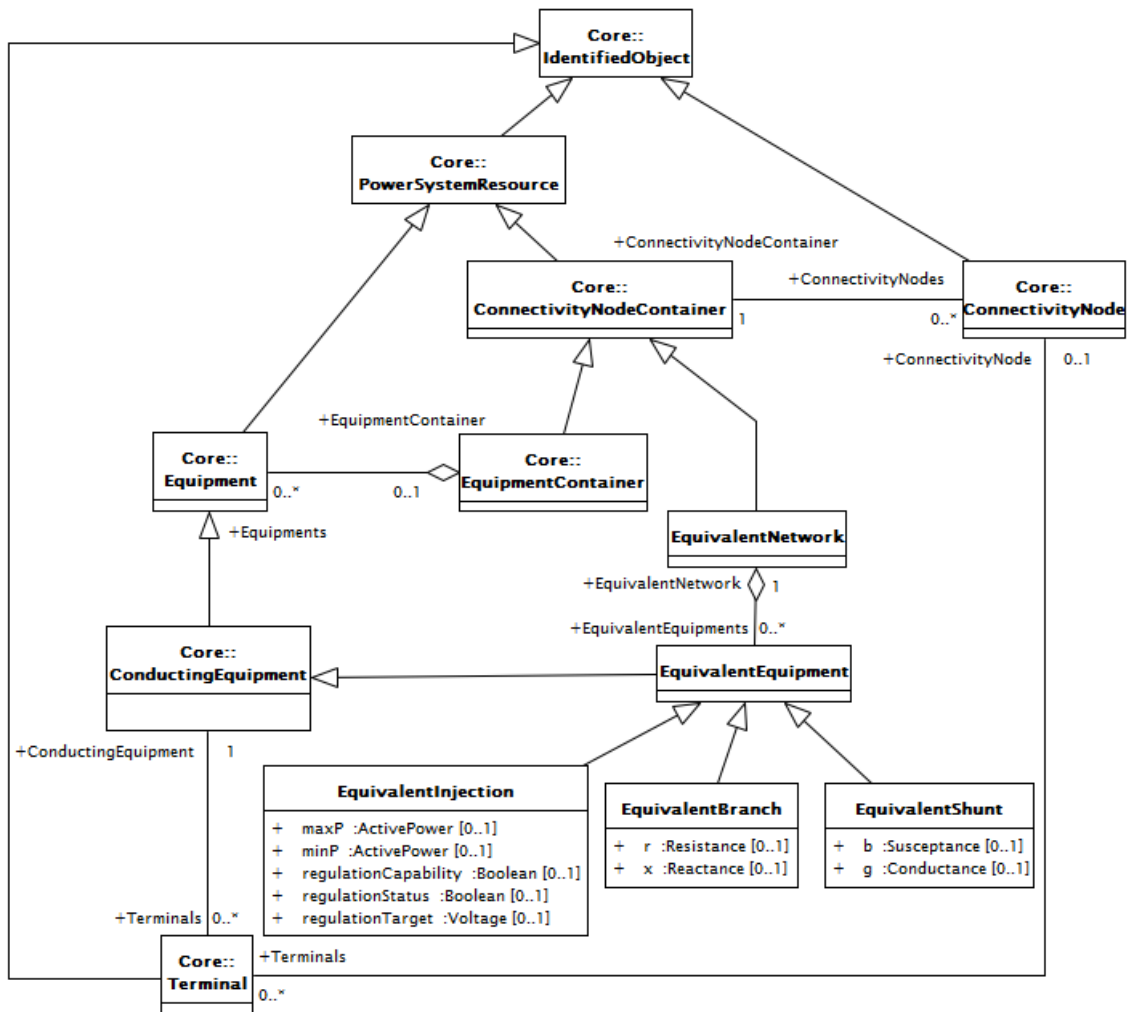 Core::
IdentifiedObject
Core::
PowerSystemResource
+ConnectivityNodeContainer
Core::
ConnectivityNodeContainer
+ConnectivityNodes
Core::
ConnectivityNode
1
0..*
+ConnectivityNode
0..1
+EquipmentContainer
Core::
Equipment
0..*
0..1
Core::
EquipmentContainer
+Equipments
EquivalentNetwork
+EquivalentNetwork
1
+EquivalentEquipments
0..*
Core::
ConductingEquipment
EquivalentEquipment
+ConductingEquipment
1
EquivalentInjection
+ maxP :ActivePower [0..1]
+ minP :ActivePower [0..1]
+ regulationCapability :Boolean [0..1]
+ regulationStatus :Boolean [0..1]
+ regulationTarget :Voltage [0..1]
EquivalentBranch
+ r :Resistance [0..1]
+ x :Reactance [0..1]
EquivalentShunt
+ b :Susceptance [0..1]
+ g :Conductance [0..1]
+Terminals
0..*
Core::
Terminal
+Terminals
0..*